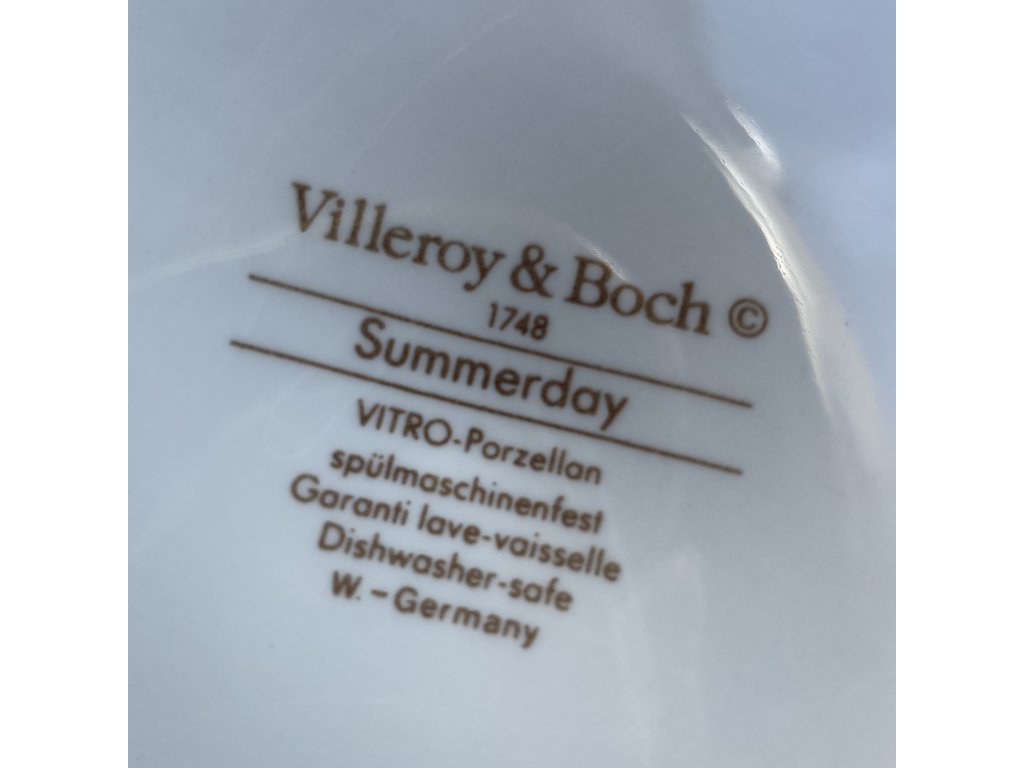 Villeroy & Boch ©
1748
Summerday
VITRO-Porzellan
spülmaschinenfest
Garanti lave-vaisselle
Dishwasher-safe
W.-Germany